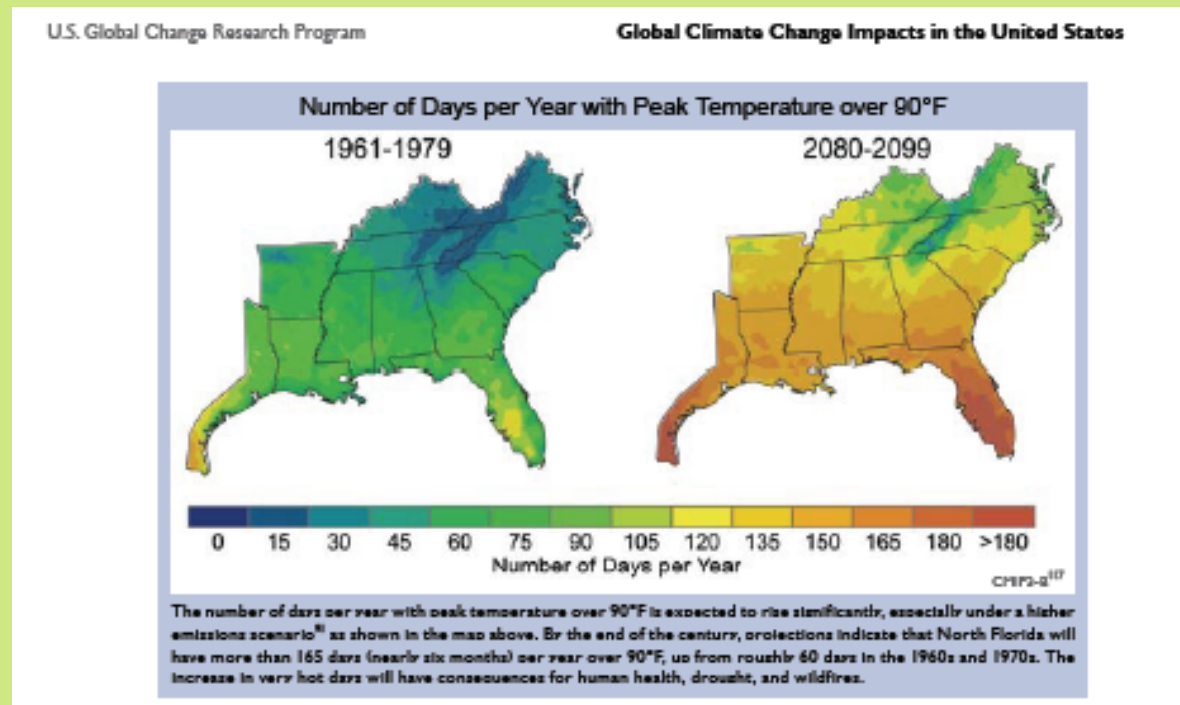 U.S. Global Change Research Program
Global Climate Change Impacts in the United States
Number of Days per Year with Peak Temperature over 90°F
1961-1979
2080-2099
0 15 30 45 60 75 90 105 120 135 150 165 180 >180
Number of Days per Year
CMIP3-B
The number of days per year with peak temperature over 90°F is expected to rise significantly, especially under a higher
emissions scenario as shown in the map above. By the end of the century, projections indicate that North Florida will
have more than 165 days (nearly six months) per year over 90°F, up from roughly 60 days in the 1960s and 1970s. The
increase in very hot days will have consequences for human health, drought, and wildfires.